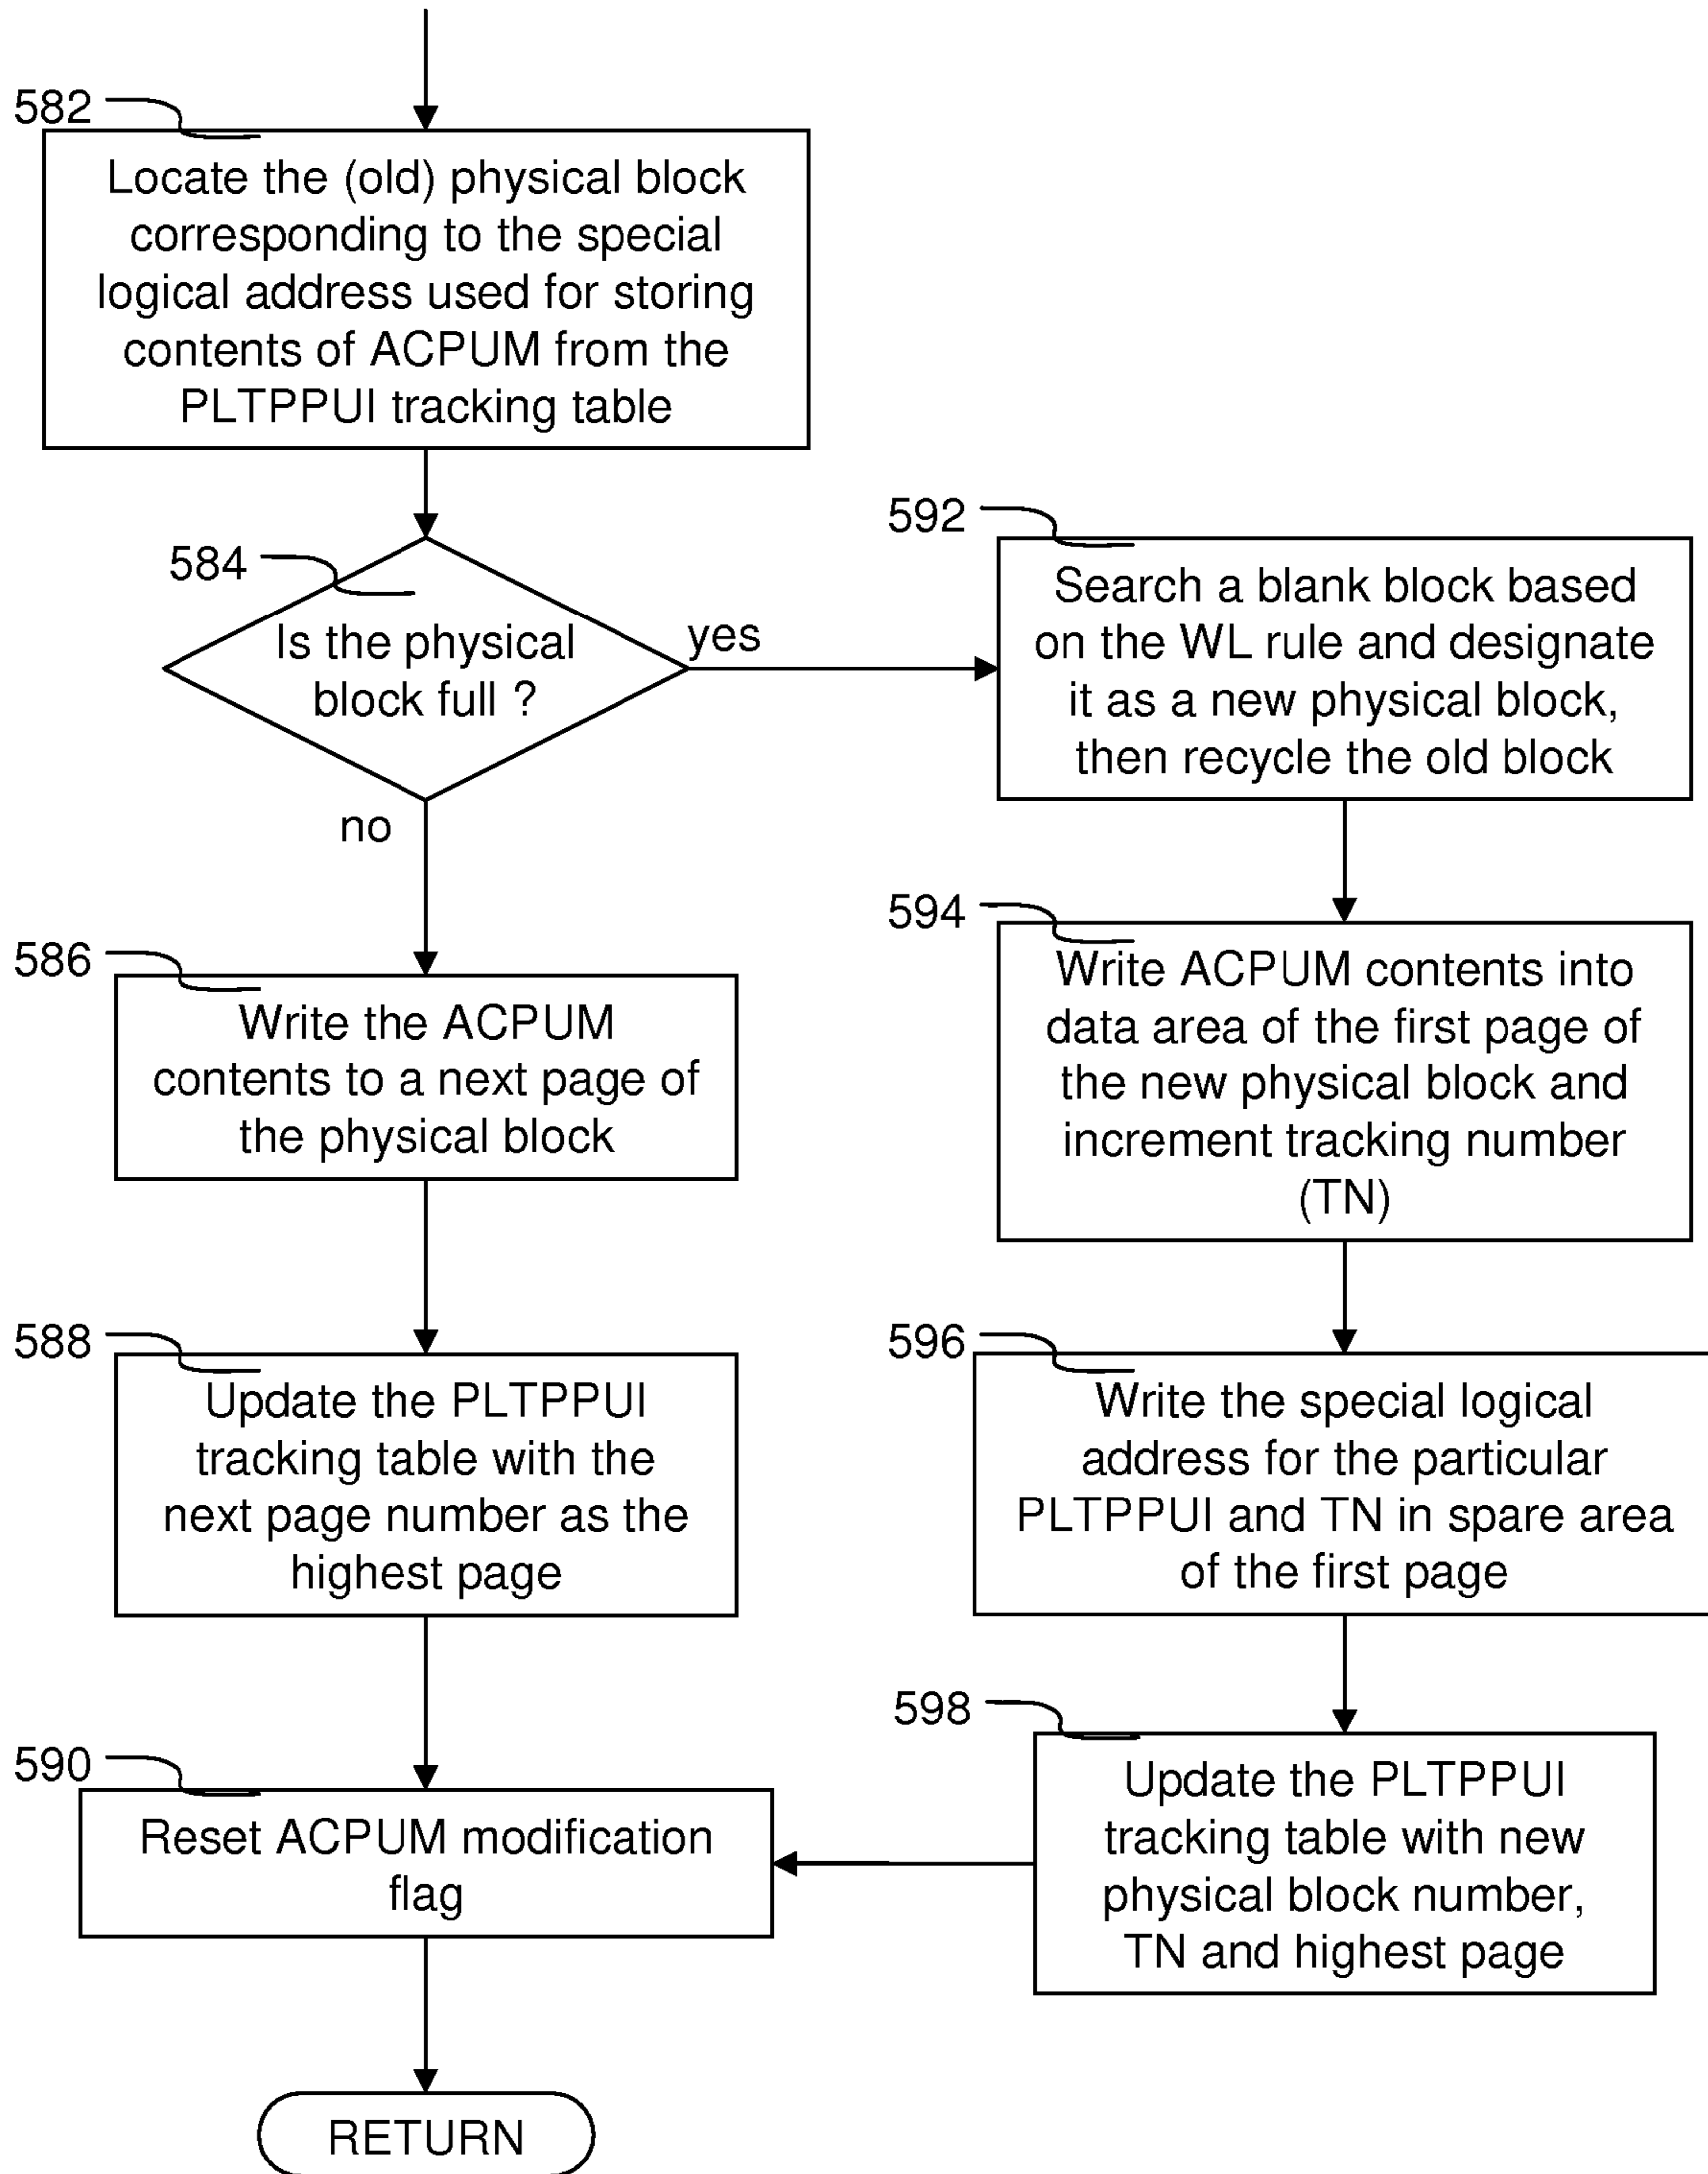 582
Locate the (old) physical block
corresponding to the special
logical address used for storing
contents of ACPUM from the
PLTPPUI tracking table
584
Is the physical
block full ?
yes
no
586
Write the ACPUM
contents to a next page of
the physical block
588
Update the PLTPPUI
tracking table with the
next page number as the
highest page
590
Reset ACPUM modification
flag
RETURN
592
Search a blank block based
on the WL rule and designate
it as a new physical block,
then recycle the old block
594
Write ACPUM contents into
data area of the first page of
the new physical block and
increment tracking number
(TN)
596
Write the special logical
address for the particular
PLTPPUI and TN in spare area
of the first page
598
Update the PLTPPUI
tracking table with new
physical block number,
TN and highest page